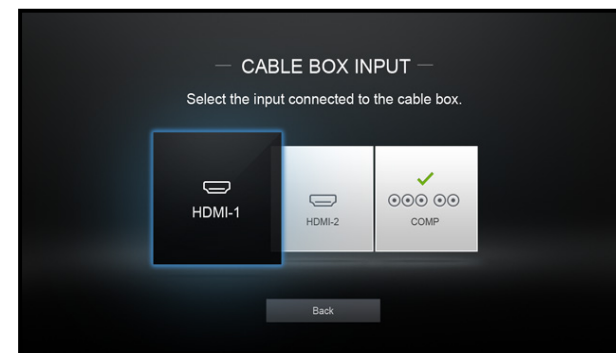 CABLE BOX INPUT
Select the input connected to the cable box.
HDMI-1
HDMI-2
COMP
Back